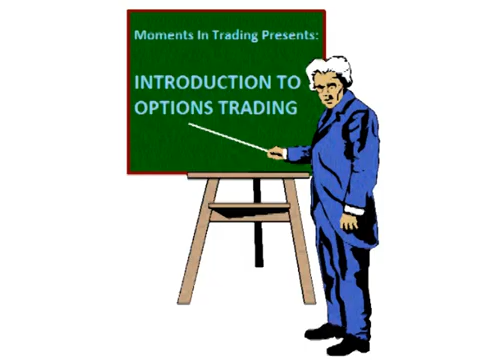 Moments In Trading Presents:
INTRODUCTION TO
OPTIONS TRADING